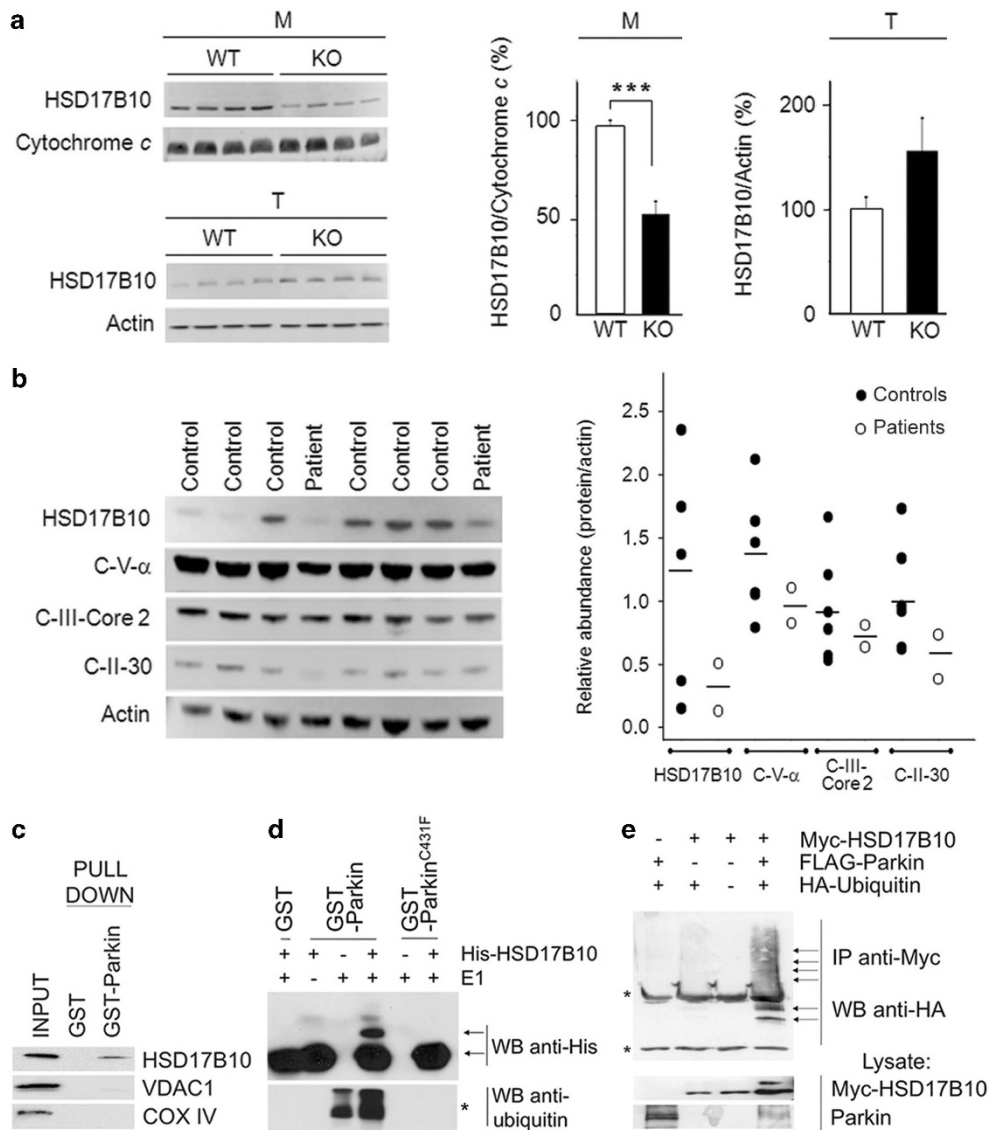 a
M
WT KO
HSD17B10
Cytochrome c
T
WT KO
HSD17B10
Actin
M
HSD17B10/Cytochrome c (%)
100
50
0
***
WT KO
T
HSD17B10/Actin (%)
200
100
0
WT KO
b
Control Control Control Patient Control Control Control Patient
HSD17B10
C-V-α
C-III-Core 2
C-II-30
Actin
Relative abundance (protein/actin)
2.5
2.0
1.5
1.0
0.5
0.0
● Controls
○ Patients
HSD17B10 C-V-α C-III-Core2 C-II-30
c
PULL DOWN
INPUT GST GST-Parkin
HSD17B10
VDAC1
COX IV
d
GST GST-Parkin GST-ParkinC431F
+ - + + - + His-HSD17B10
+ - + + + + E1
WB anti-His
* WB anti-ubiquitin
e
- + + + Myc-HSD17B10
+ - - + FLAG-Parkin
+ + - + HA-Ubiquitin
IP anti-Myc
*
WB anti-HA
*
Lysate:
Myc-HSD17B10
Parkin